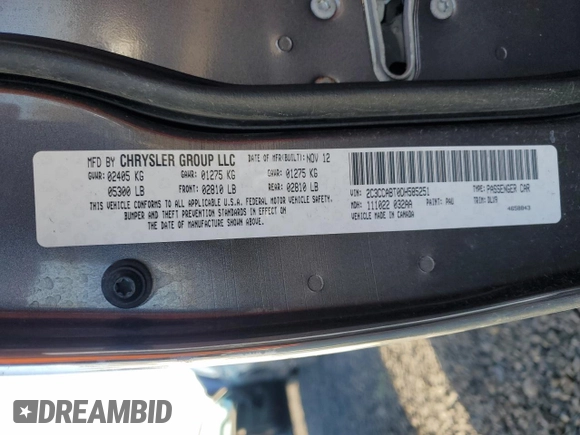 MFD BY CHRYSLER GROUP LLC DATE OF MFR(BUILT): NOV 12
GVWR: 02405 KG GAWR: 01275 KG GAWR: 01275 KG
05300 LB FRONT: 02810 LB REAR: 02810 LB
THIS VEHICLE CONFORMS TO ALL APPLICABLE U.S.A. FEDERAL MOTOR VEHICLE SAFETY,
BUMPER AND THEFT PREVENTION STANDARDS IN EFFECT ON
THE DATE OF MANUFACTURE SHOWN ABOVE.
VIN: 2C3CCABT0DH585251 TYPE: PASSENGER CAR
MDH: 111022 032AA PAINT: PAU TRIM: DLX9
VEHICLE MADE IN CANADA
DREAMBID